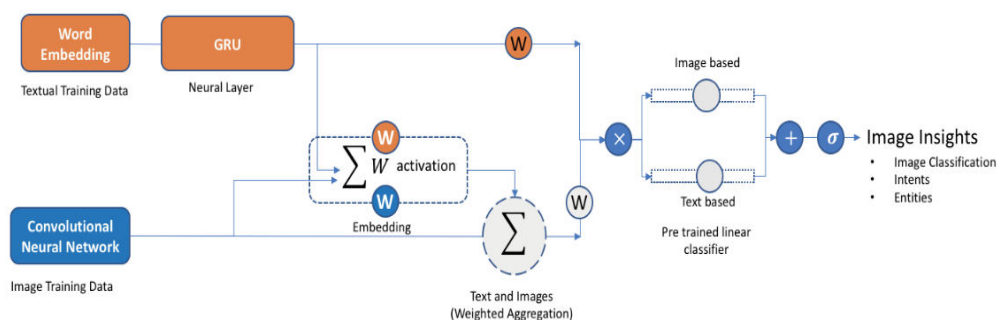 Word
Embedding
GRU
W
Textual Training Data
Neural Layer
Image based
W
∑ W activation
W
Embedding
×
+
σ
Image Insights
• Image Classification
• Intents
• Entities
W
Text based
Convolutional
Neural Network
∑
Pre trained linear
classifier
Image Training Data
Text and Images
(Weighted Aggregation)